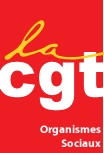 la
cgt
Organismes
Sociaux